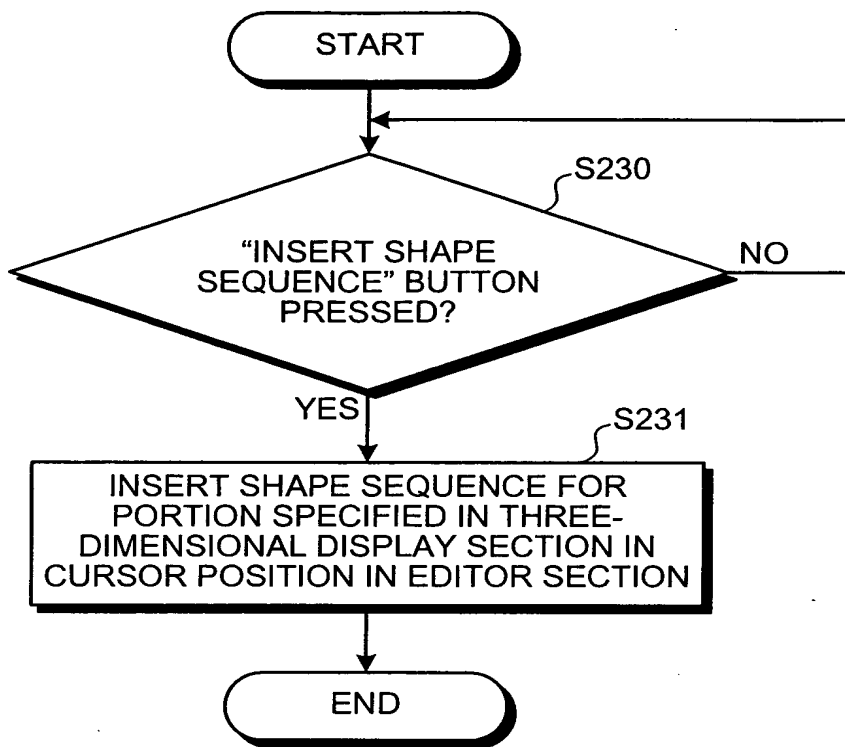 START
S230
“INSERT SHAPE
SEQUENCE” BUTTON
PRESSED?
NO
YES
S231
INSERT SHAPE SEQUENCE FOR
PORTION SPECIFIED IN THREE-
DIMENSIONAL DISPLAY SECTION IN
CURSOR POSITION IN EDITOR SECTION
END